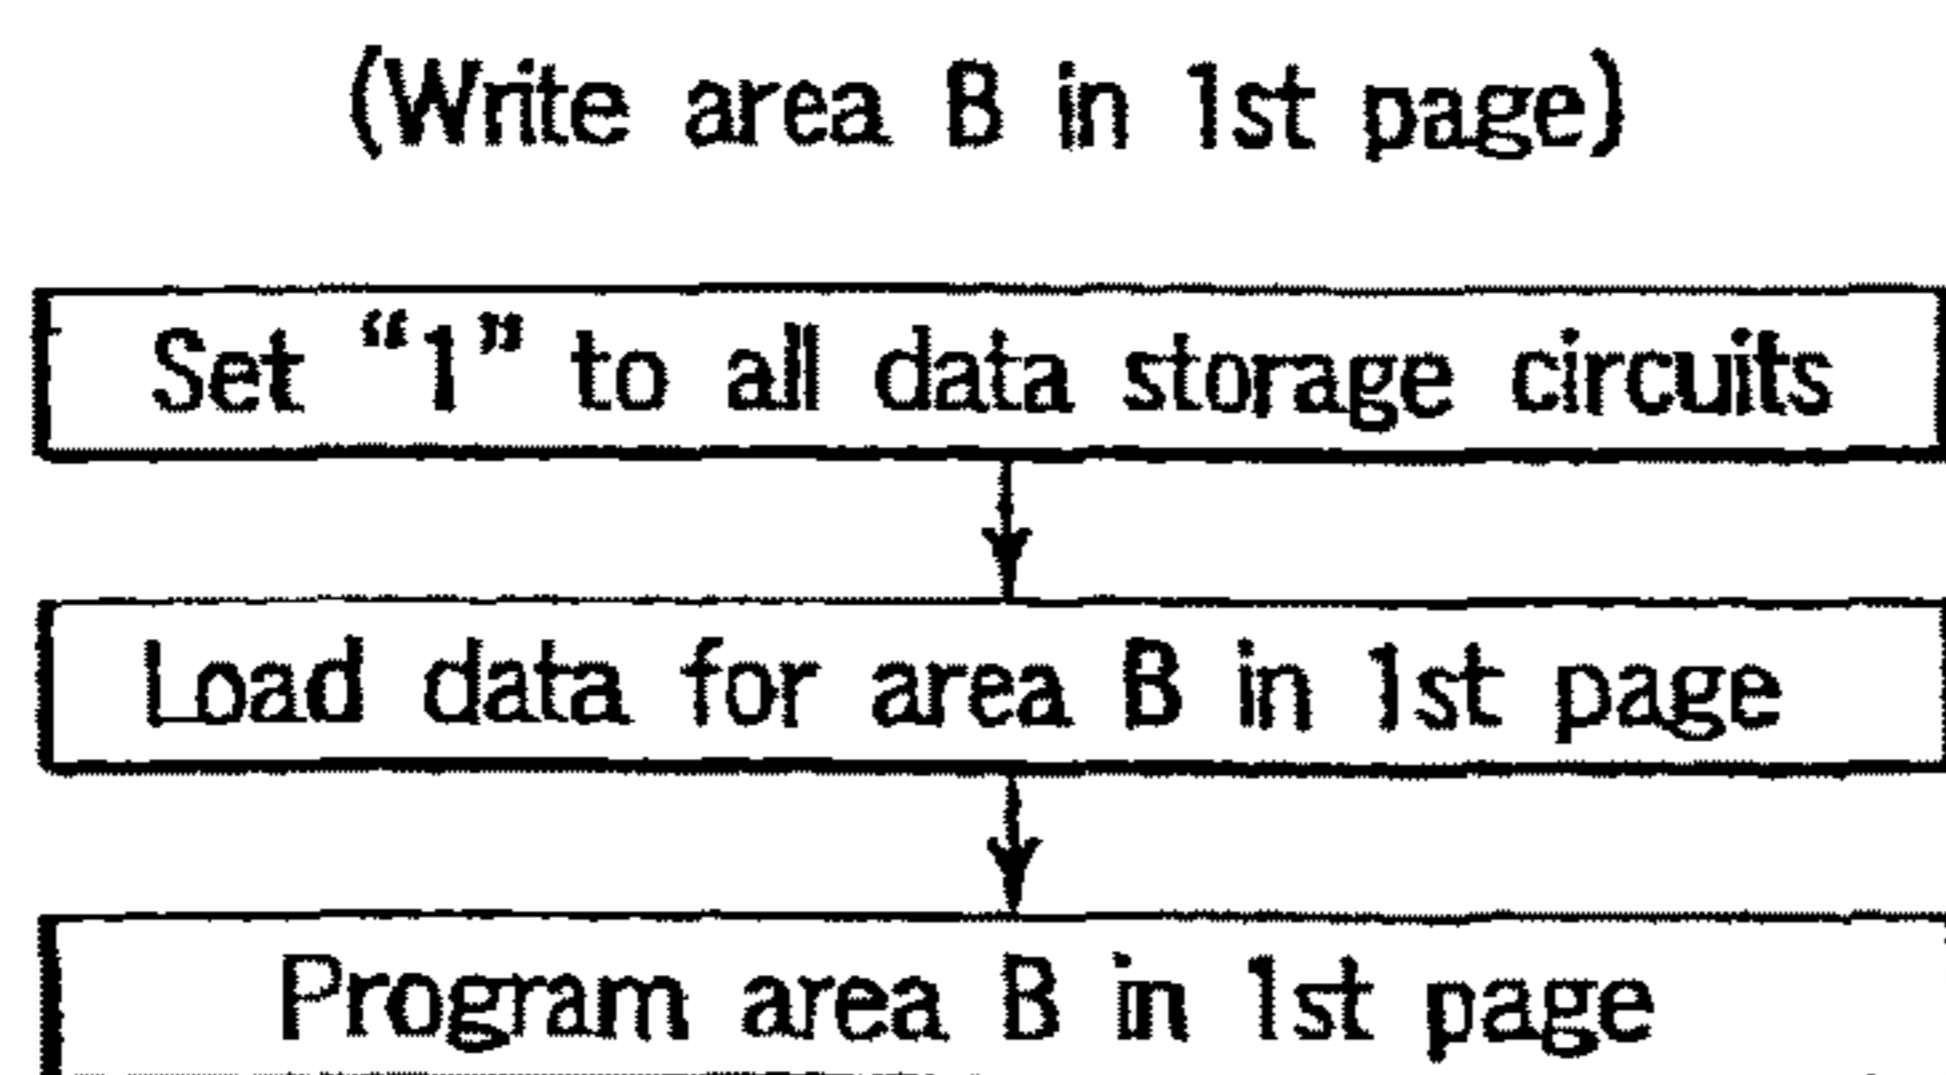 (Write area B in 1st page)
Set “1” to all data storage circuits
Load data for area B in 1st page
Program area B in 1st page